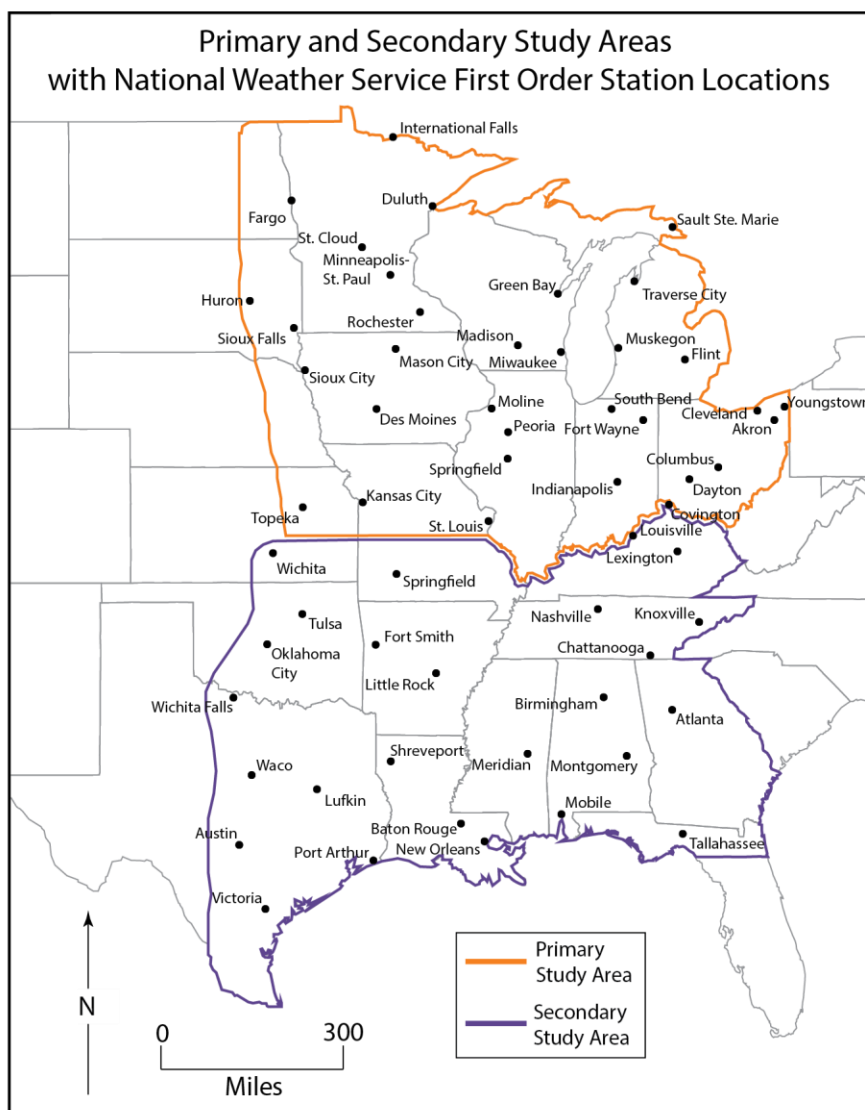 Primary and Secondary Study Areas
with National Weather Service First Order Station Locations
International Falls
Fargo
Duluth
St. Cloud
Minneapolis-
St. Paul
Sault Ste. Marie
Green Bay
Traverse City
Huron
Rochester
Sioux Falls
Madison
Miwaukee
Muskegon
Flint
Mason City
Sioux City
Des Moines
Moline
Peoria
South Bend
Fort Wayne
Cleveland
Youngstown
Akron
Springfield
Columbus
Indianapolis
Dayton
Kansas City
Topeka
St. Louis
Covington
Louisville
Lexington
Wichita
Springfield
Nashville
Knoxville
Tulsa
Fort Smith
Chattanooga
Oklahoma
City
Little Rock
Wichita Falls
Birmingham
Atlanta
Shreveport
Meridian
Montgomery
Waco
Lufkin
Mobile
Austin
Baton Rouge
New Orleans
Tallahassee
Port Arthur
Victoria
N
0
300
Miles
Primary
Study Area
Secondary
Study Area